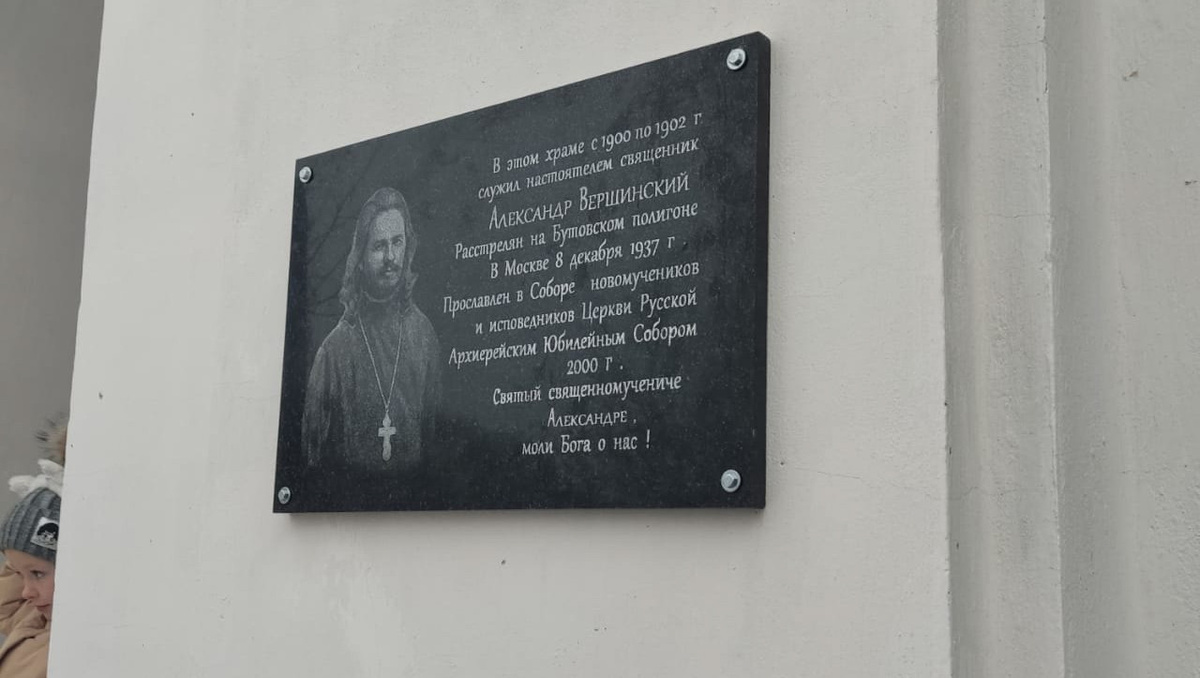 В этом храме с 1900 по 1902 г.
служил настоятелем священник
Александр Вершинский
Расстрелян на Бутовском полигоне
В Москве 8 декабря 1937 г .
Прославлен в Соборе новомучеников
и исповедников Церкви Русской
Архиерейским Юбилейным Собором
2000 г .
Святый священномучениче
Александре ,
моли Бога о нас !